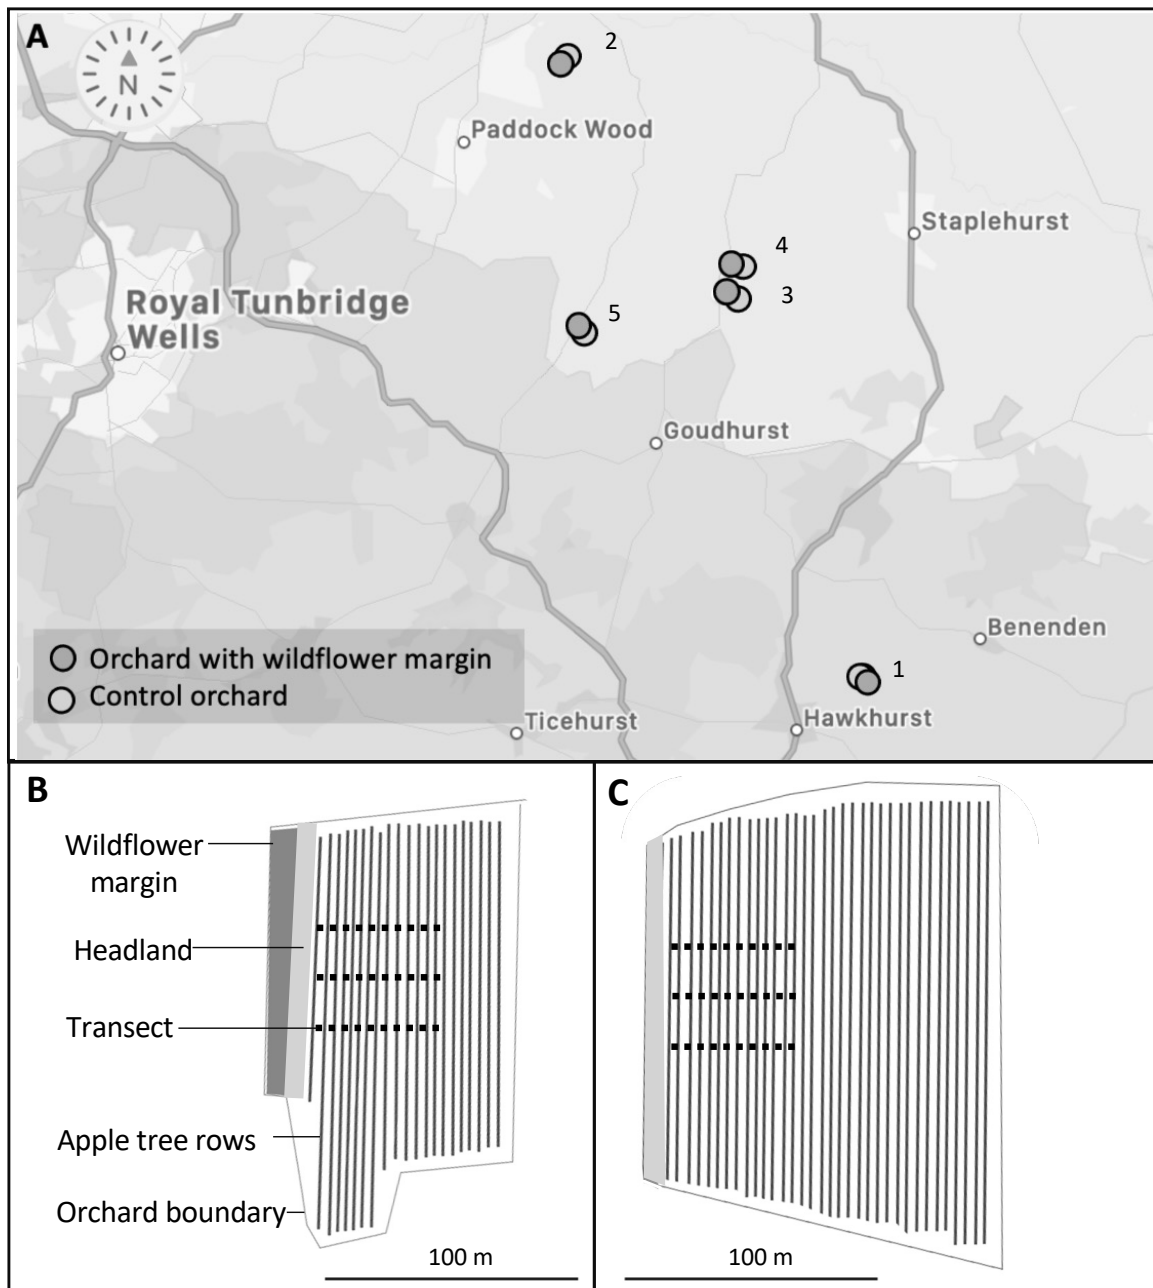 A
N
2
Paddock Wood
Staplehurst
4
3
Royal Tunbridge
Wells
5
Goudhurst
Benenden
1
Orchard with wildflower margin
Control orchard
Ticehurst
Hawkhurst
B
Wildflower
margin
Headland
Transect
Apple tree rows
Orchard boundary
100 m
C
100 m